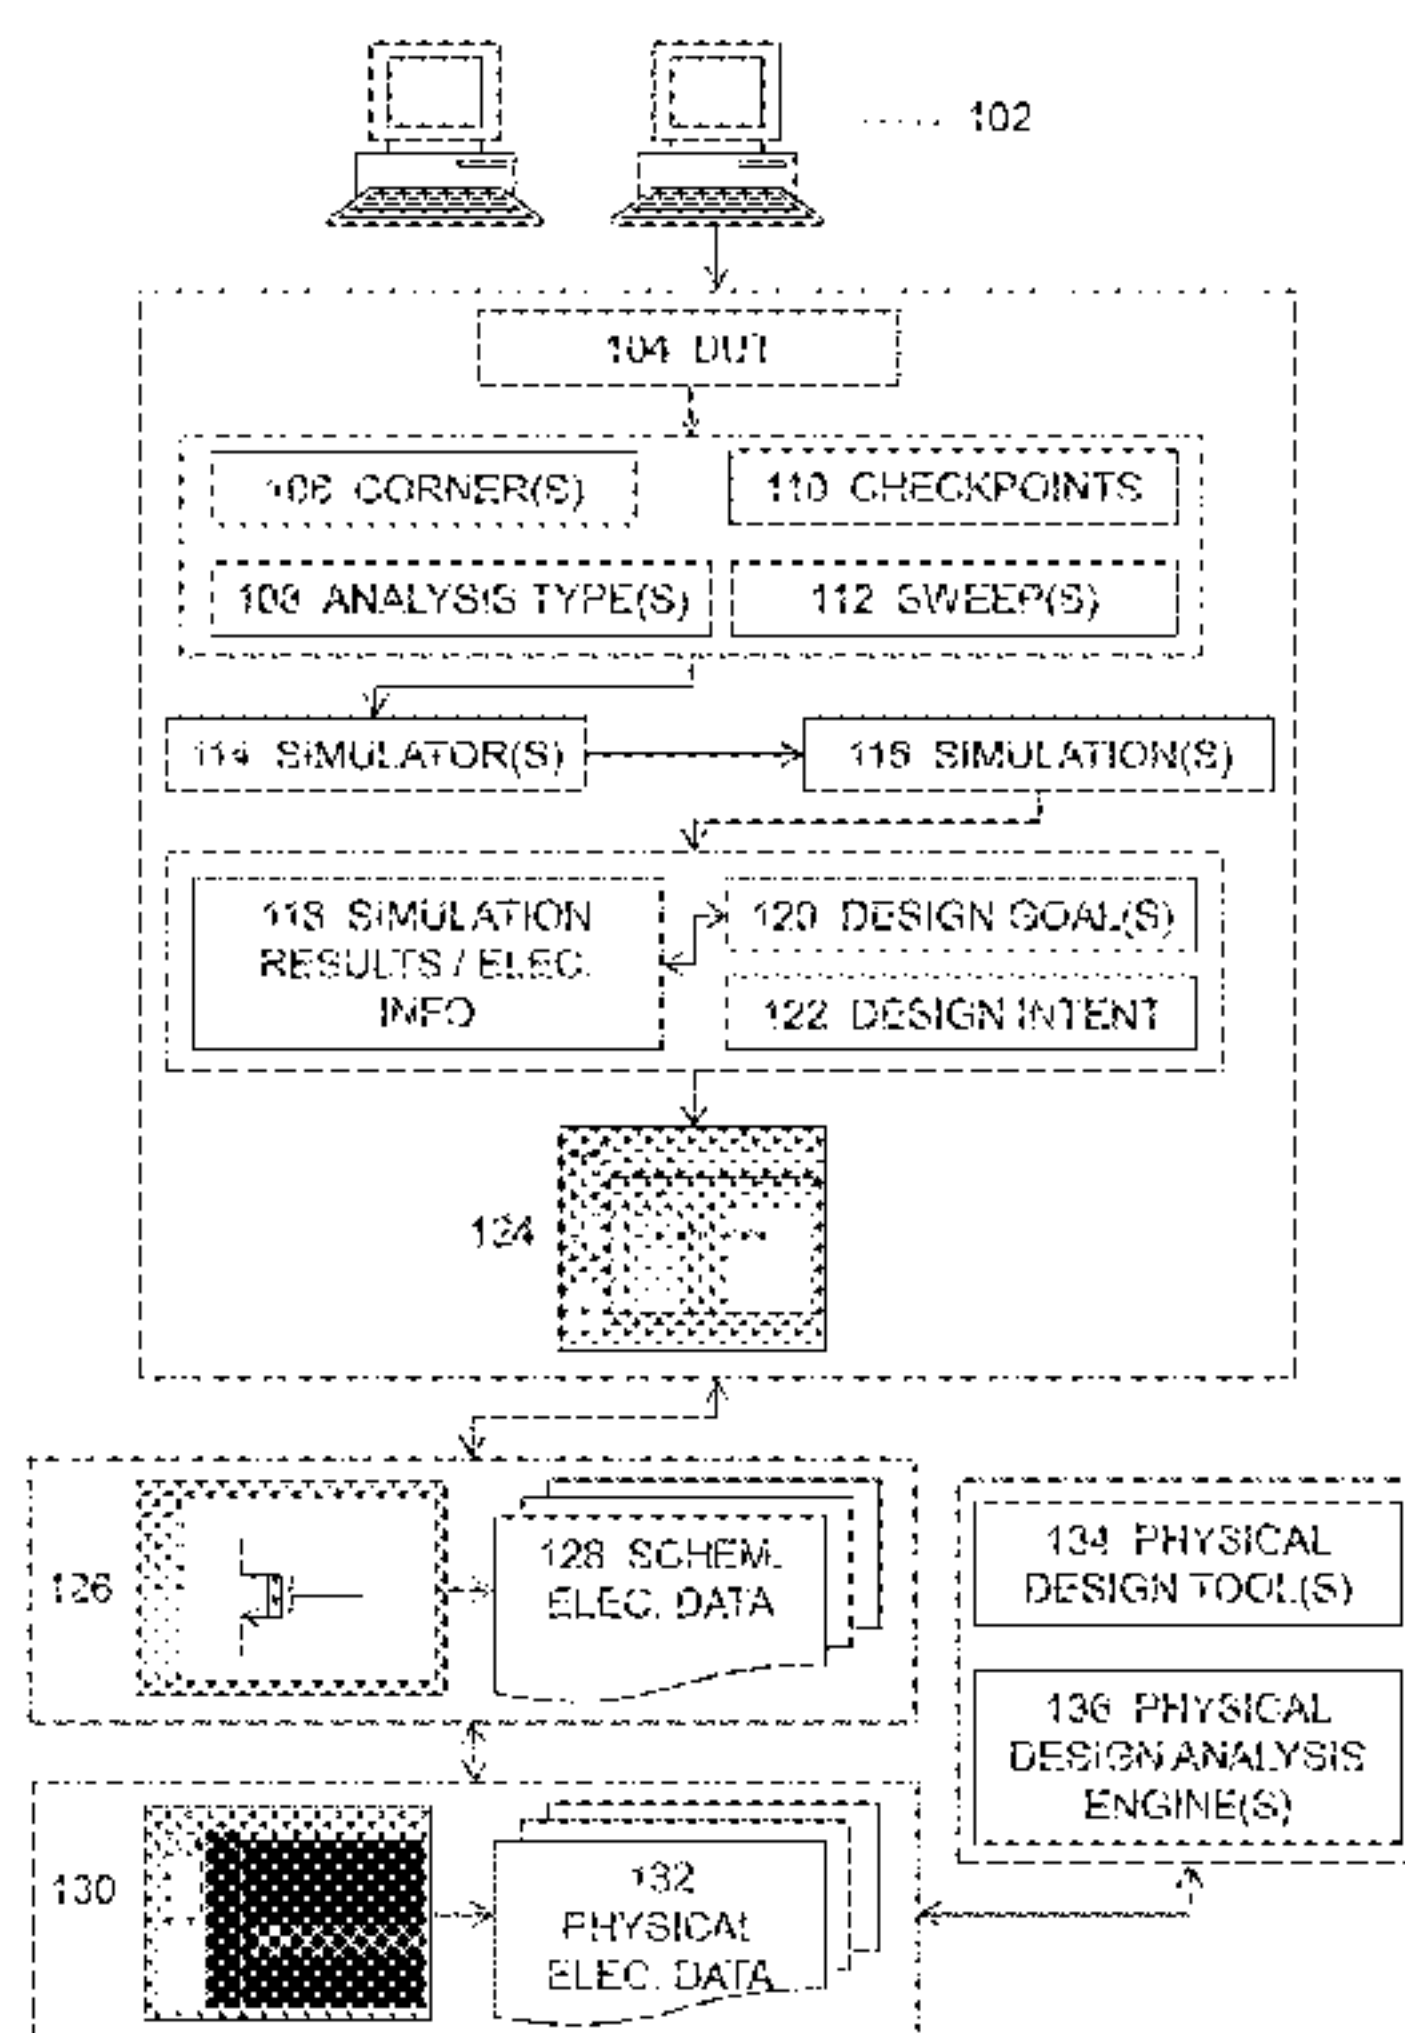 102
104 DUT
106 CORNER(S)
110 CHECKPOINTS
108 ANALYSIS TYPE(S)
112 SWEEP(S)
114 SIMULATOR(S)
116 SIMULATION(S)
118 SIMULATION
RESULTS / ELEC.
INFO
120 DESIGN GOAL(S)
122 DESIGN INTENT
124
126
128 SCHEM.
ELEC. DATA
134 PHYSICAL
DESIGN TOOL(S)
136 PHYSICAL
DESIGN ANALYSIS
ENGINE(S)
130
132
PHYSICAL
ELEC. DATA